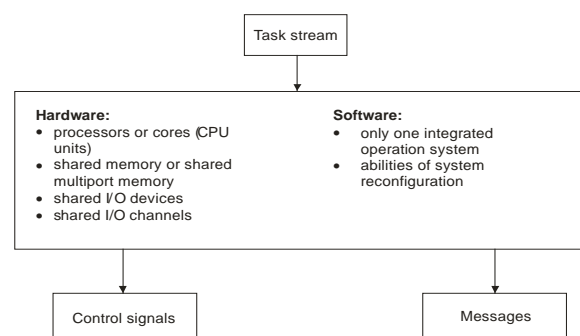 Task stream
Hardware:
• processors or cores (CPU
units)
• shared memory or shared
multiport memory
• shared I/O devices
• shared I/O channels
Software:
• only one integrated
operation system
• abilities of system
reconfiguration
Control signals
Messages